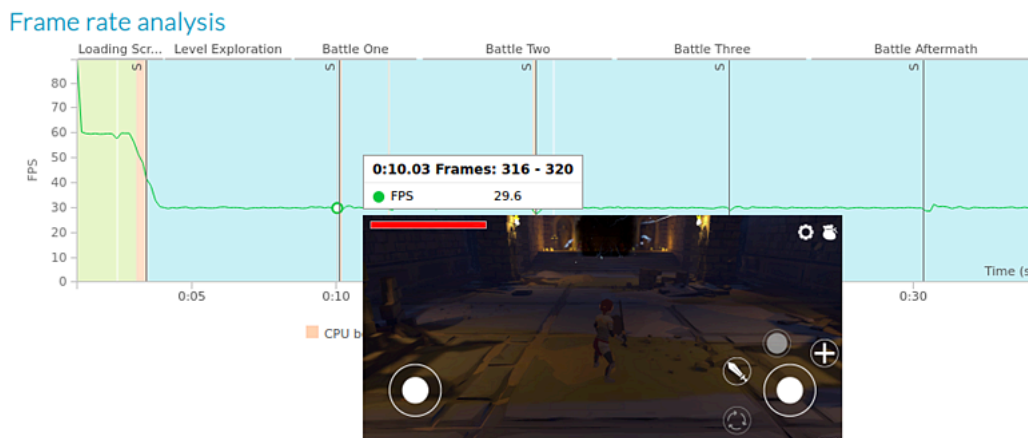 Frame rate analysis
Loading Scr... Level Exploration Battle One Battle Two Battle Three Battle Aftermath
S S S S S
80
70
60
50
40
30
20
10
0
FPS
0:10.03 Frames: 316 - 320
FPS 29.6
Time (s
0:05 0:10 0:30
CPU b